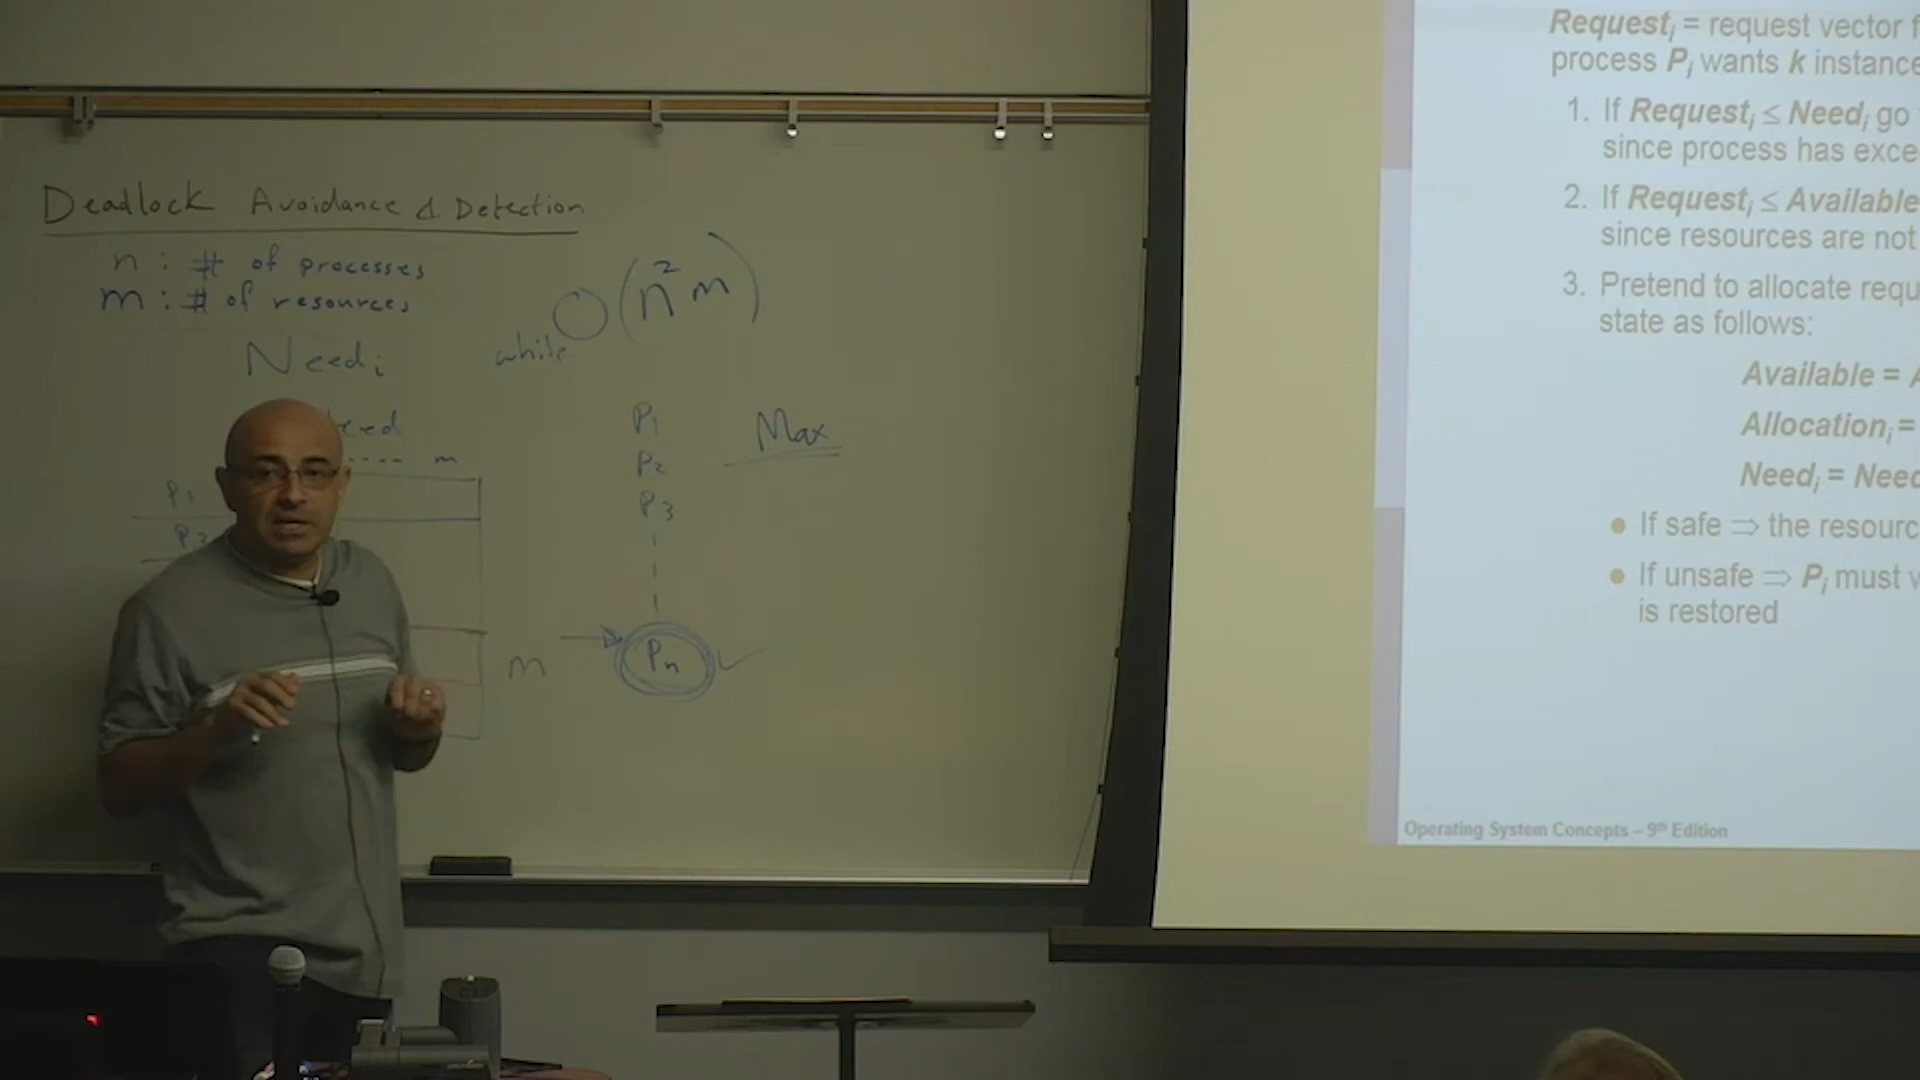 Deadlock Avoidance & Detection
n : # of processes
m : # of resources
O(n²m)
Needi
while
m
P1
P2
P1
P2
P3
Pn
Max
m
Requesti = request vector f
process Pi wants k instance
1. If Requesti ≤ Needi go
since process has exce
2. If Requesti ≤ Available
since resources are not
3. Pretend to allocate requ
state as follows:
Available = A
Allocationi =
Needi = Need
• If safe ⇒ the resourc
• If unsafe ⇒ Pi must w
is restored
Operating System Concepts – 9th Edition